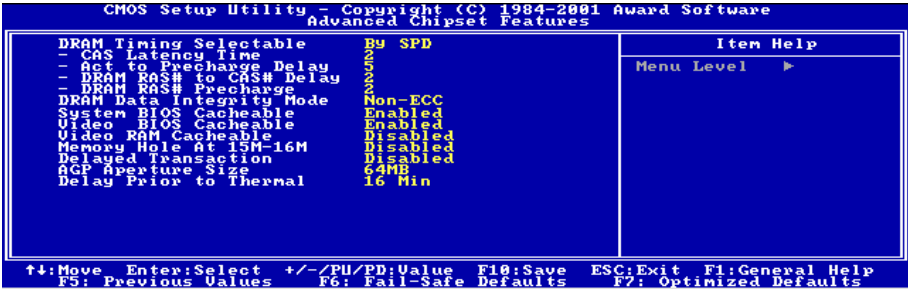 CMOS Setup Utility - Copyright (C) 1984-2001 Award Software
Advanced Chipset Features
DRAM Timing Selectable By SPD
- CAS Latency Time 2
- Act to Precharge Delay 5
- DRAM RAS# to CAS# Delay 2
- DRAM RAS# Precharge 2
DRAM Data Integrity Mode Non-ECC
System BIOS Cacheable Enabled
Video BIOS Cacheable Enabled
Video RAM Cacheable Disabled
Memory Hole At 15M-16M Disabled
Delayed Transaction Disabled
AGP Aperture Size 64MB
Delay Prior to Thermal 16 Min
Item Help
Menu Level ►
↑↓:Move Enter:Select +/-/PU/PD:Value F10:Save ESC:Exit F1:General Help
F5: Previous Values F6: Fail-Safe Defaults F7: Optimized Defaults